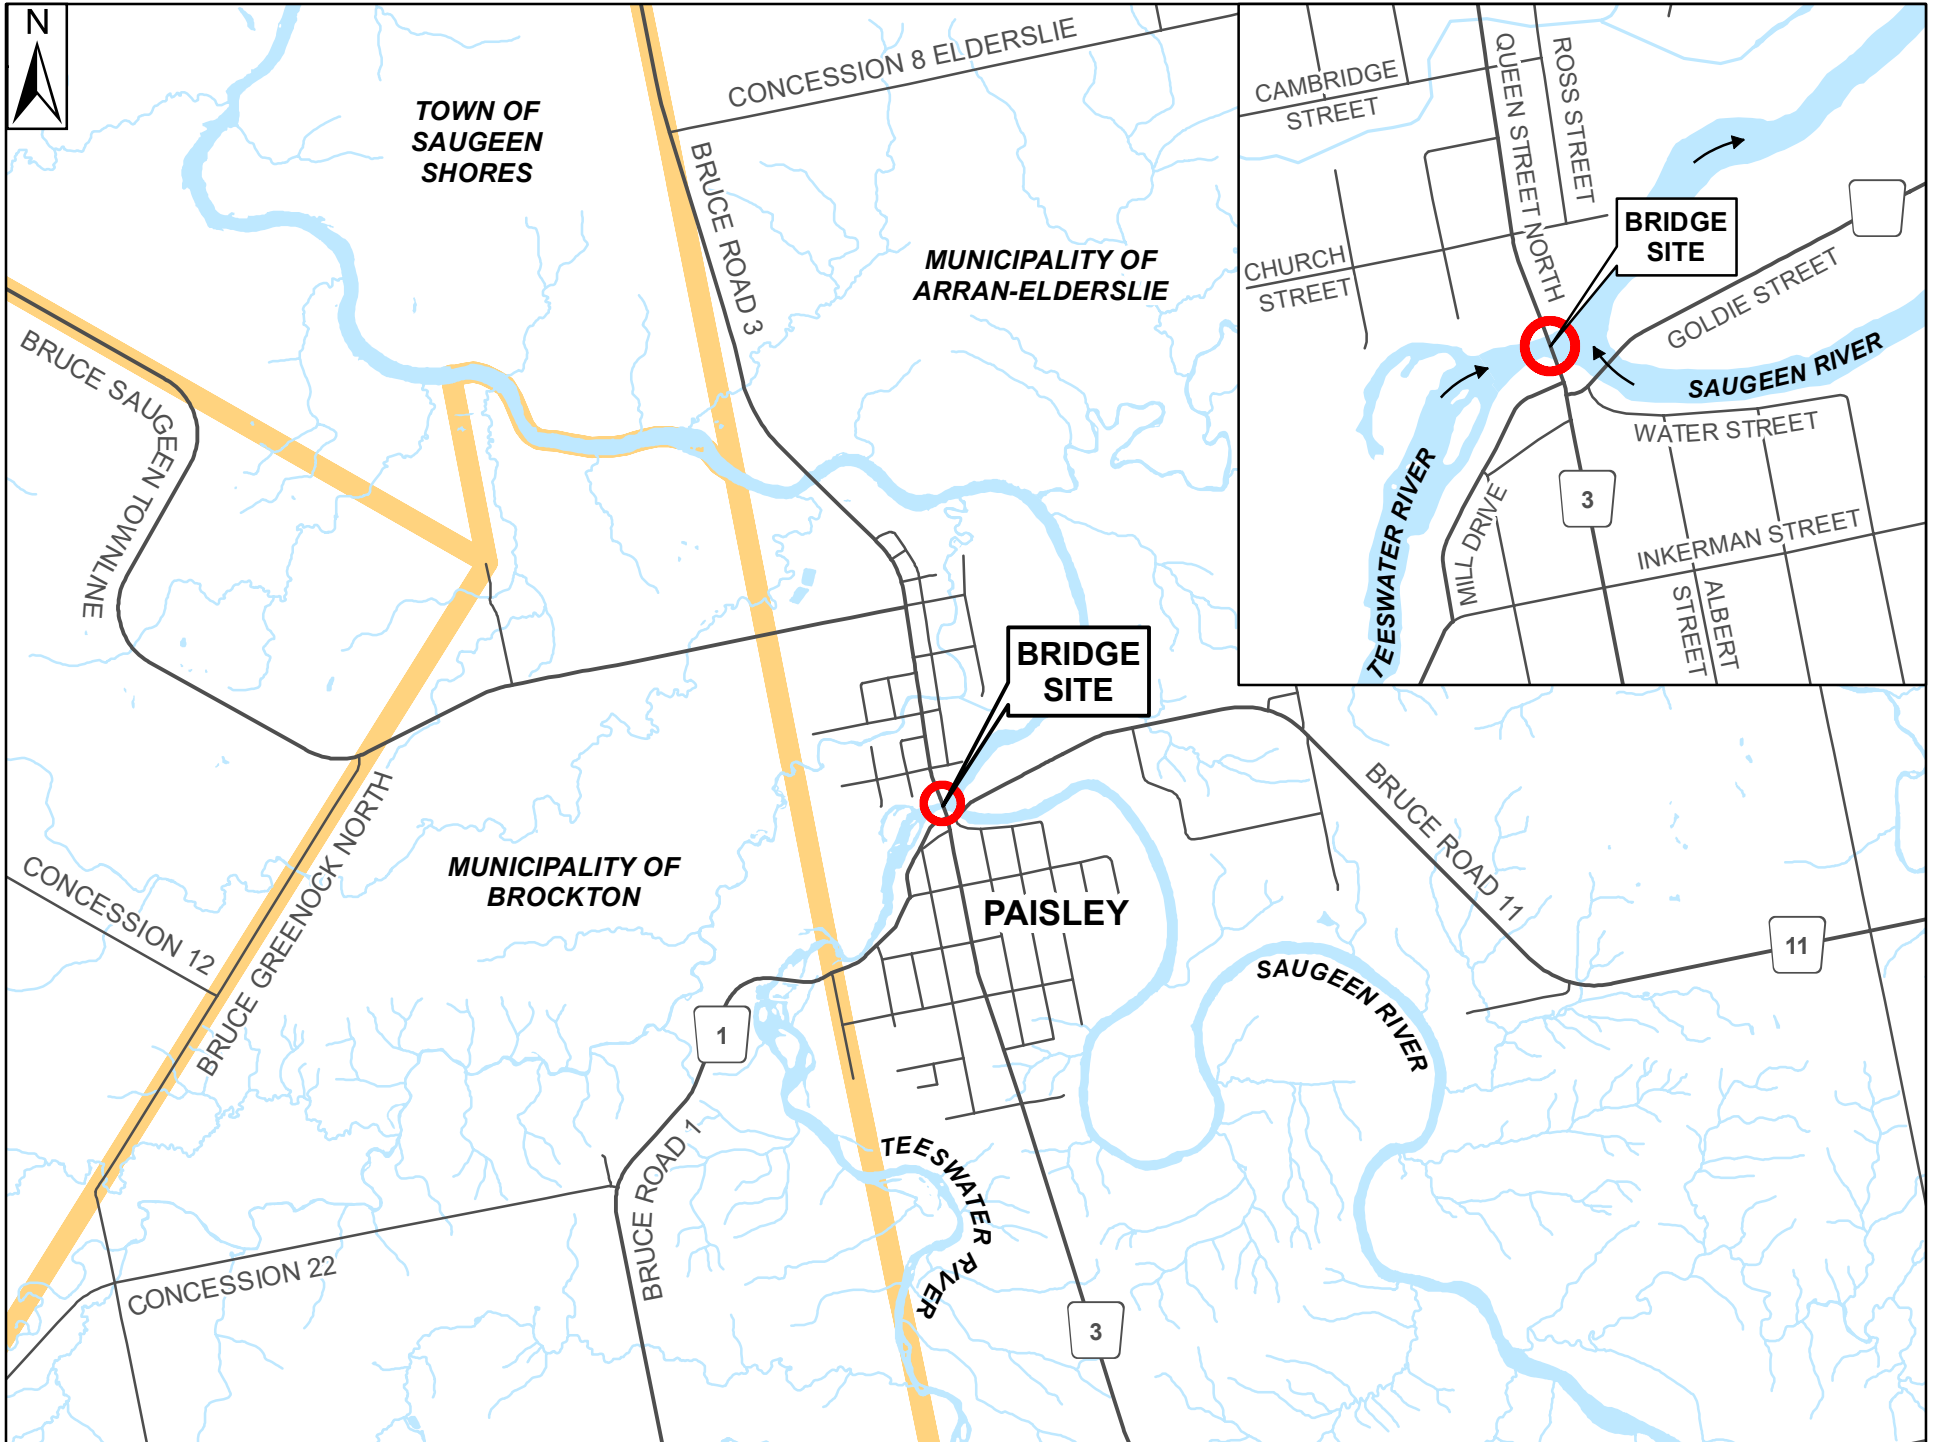 N
CONCESSION 8 ELDERSLIE
TOWN OF
SAUGEEN
SHORES
BRUCE ROAD 3
MUNICIPALITY OF
ARRAN-ELDERSLIE
BRUCE SAUGEEN TOWNLINE
BRIDGE
SITE
BRUCE GREENOCK NORTH
CONCESSION 12
MUNICIPALITY OF
BROCKTON
PAISLEY
BRUCE ROAD 11
11
SAUGEEN RIVER
1
BRUCE ROAD 1
TEESWATER RIVER
CONCESSION 22
3
CAMBRIDGE
STREET
QUEEN STREET NORTH
ROSS STREET
BRIDGE
SITE
CHURCH
STREET
GOLDIE STREET
SAUGEEN RIVER
WATER STREET
TEESWATER RIVER
MILL DRIVE
3
INKERMAN STREET
ALBERT
STREET